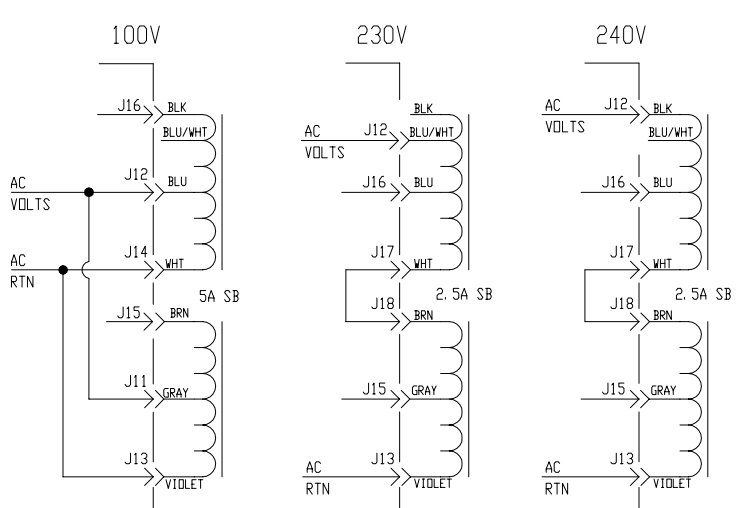 100V
J16 BLK
BLU/WHT
J12 BLU
AC
VOLTS
J14 WHT
AC
RTN
5A SB
J15 BRN
J11 GRAY
J13 VIOLET
230V
BLK
AC
VOLTS
J12 BLU/WHT
J16 BLU
J17 WHT
2.5A SB
J18 BRN
J15 GRAY
AC
RTN
J13 VIOLET
240V
AC
VOLTS
J12 BLK
BLU/WHT
J16 BLU
J17 WHT
2.5A SB
J18 BRN
J15 GRAY
AC
RTN
J13 VIOLET